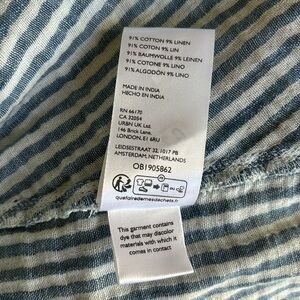 91% COTTON 9% LINEN
91% COTON 9% LIN
91% BAUMWOLLE 9% LEINEN
91% COTONE 9% LINO
91% ALGODÓN 9% LINO
MADE IN INDIA
HECHO EN INDIA
RN 66170
CA 32054
URBN UK Ltd.
146 Brick Lane,
LONDON. E1 6RU
LEIDSESTRAAT 32, 1017 PB
AMSTERDAM, NETHERLANDS
OB1905862
FR
quefairedemesdechets.fr
This garment contains
dye that may discolor
materials with which it
comes in contact